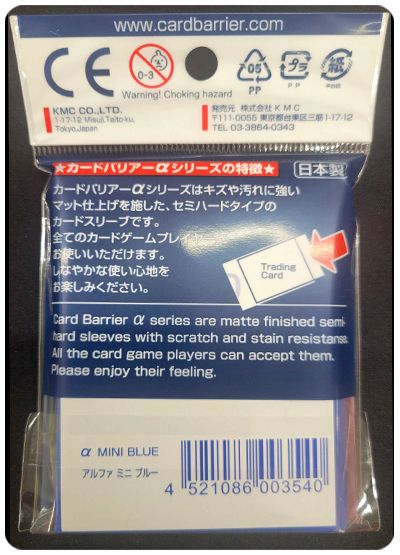 www.cardbarrier.com
CE
0-3
05
PP
プラ
PP
紙
Warning! Choking hazard
KMC CO.,LTD.
1-17-12 Misuji,Taito-ku,
Tokyo,Japan
発売元 株式会社KMC
〒111-0055 東京都台東区三筋1-17-12
TEL 03-3864-0343
★カードバリアーαシリーズの特徴★
日本製
カードバリアーαシリーズはキズや汚れに強い
マット仕上げを施した、セミハードタイプの
カードスリーブです。
全てのカードゲームプレイ
お使いいただけます。
しなやかな使い心地を
お楽しみください。
Trading
Card
Card Barrier α series are matte finished semi-
hard sleeves with scratch and stain resistanse.
All the card game players can accept them.
Please enjoy their feeling.
α MINI BLUE
アルファ ミニ ブルー
4 521086 003540